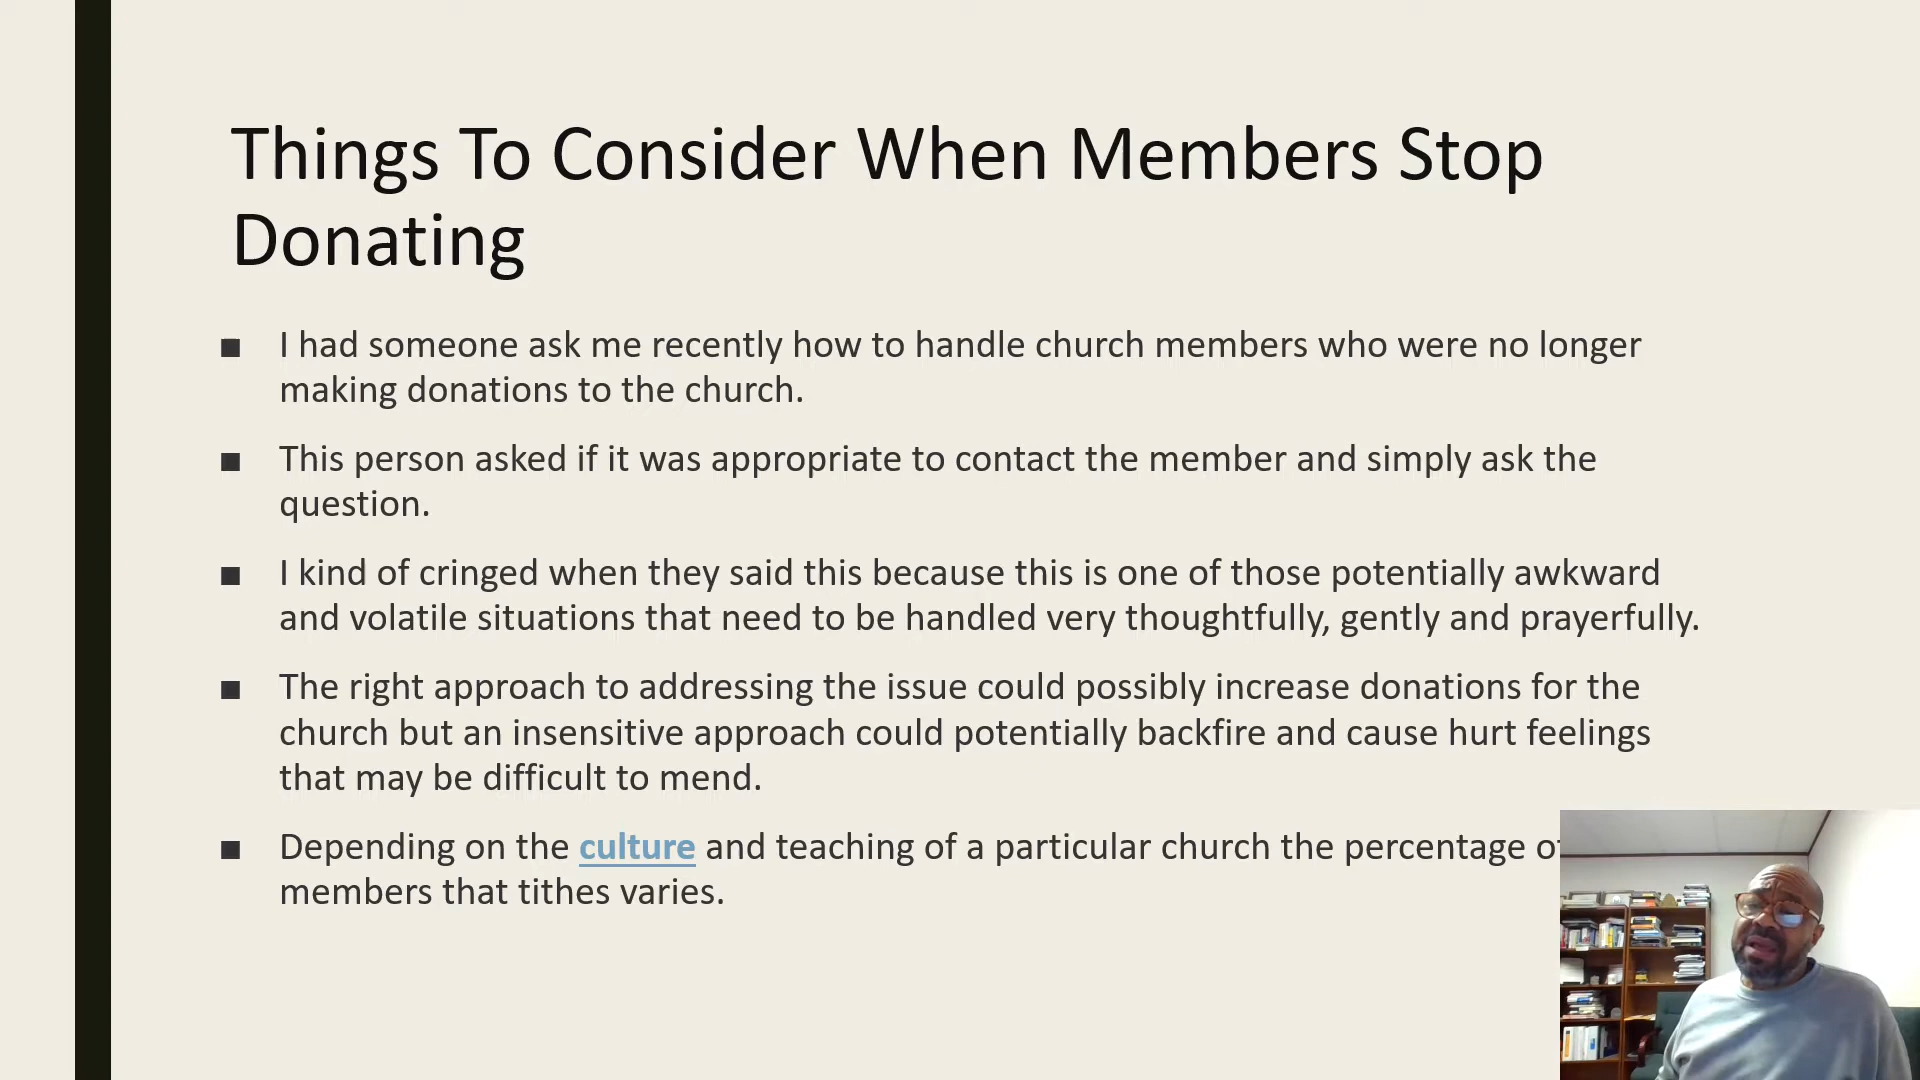 Things To Consider When Members Stop
Donating
■ I had someone ask me recently how to handle church members who were no longer
making donations to the church.
■ This person asked if it was appropriate to contact the member and simply ask the
question.
■ I kind of cringed when they said this because this is one of those potentially awkward
and volatile situations that need to be handled very thoughtfully, gently and prayerfully.
■ The right approach to addressing the issue could possibly increase donations for the
church but an insensitive approach could potentially backfire and cause hurt feelings
that may be difficult to mend.
■ Depending on the culture and teaching of a particular church the percentage of
members that tithes varies.